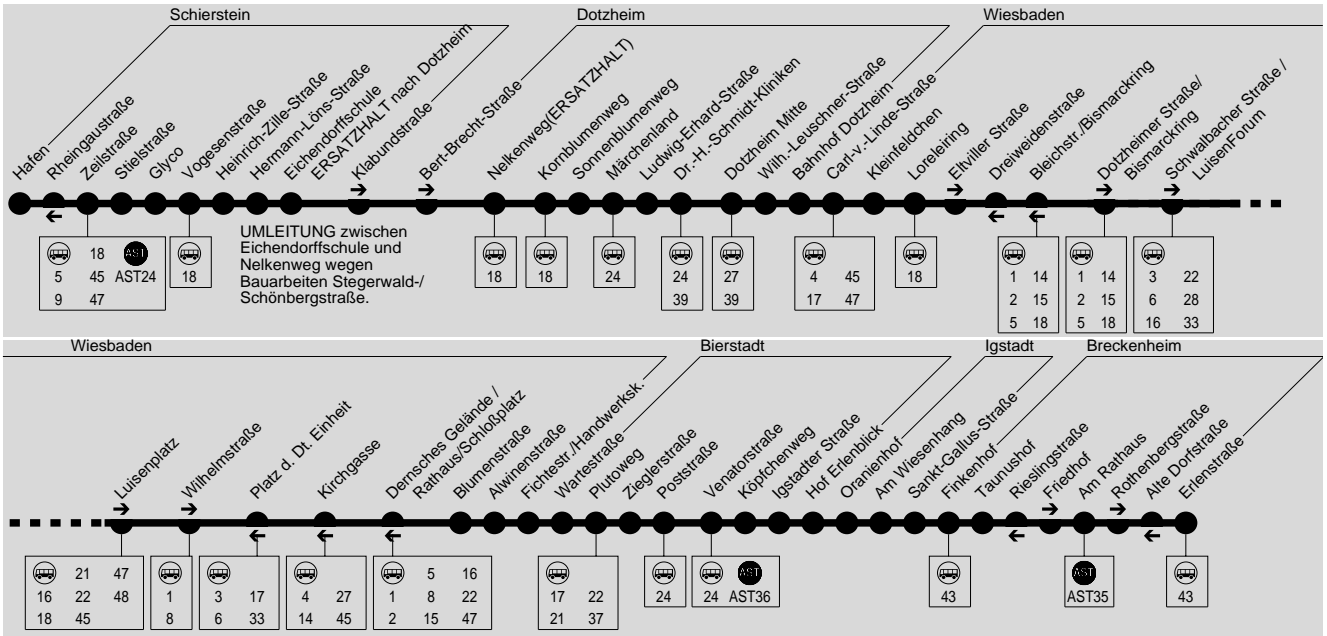 Schierstein
Dotzheim
Wiesbaden
Hafen
Rheingaustraße
Zeilstraße
Stielstraße
Glyco
Vogesenstraße
Heinrich-Zille-Straße
Hermann-Löns-Straße
Eichendorffschule
ERSATZHALT nach Dotzheim
Klabundstraße
Bert-Brecht-Straße
Nelkenweg(ERSATZHALT)
Kornblumenweg
Sonnenblumenweg
Märchenland
Ludwig-Erhard-Straße
Dr.-H.-Schmidt-Kliniken
Dotzheim Mitte
Wilh.-Leuschner-Straße
Bahnhof Dotzheim
Carl-v.-Linde-Straße
Kleinfeldchen
Loreleiring
Eltviller Straße
Dreiweidenstraße
Bleichstr./Bismarckring
Dotzheimer Straße/
Bismarckring
Schwalbacher Straße /
LuisenForum
18 AST
5 45 AST24
9 47
18
UMLEITUNG zwischen
Eichendorffschule und
Nelkenweg wegen
Bauarbeiten Stegerwald-/
Schönbergstraße.
18
18
24
24
39
27
39
4 45
17 47
18
1 14
2 15
5 18
1 14
2 15
5 18
3 22
6 28
16 33
Wiesbaden
Bierstadt
Igstadt
Breckenheim
Luisenplatz
Wilhelmstraße
Platz d. Dt. Einheit
Kirchgasse
Dernsches Gelände /
Rathaus/Schloßplatz
Blumenstraße
Alwinenstraße
Fichtestr./Handwerksk.
Wartestraße
Plutoweg
Zieglerstraße
Poststraße
Venatorstraße
Köpfchenweg
Igstadter Straße
Hof Erlenblick
Oranienhof
Am Wiesenhang
Sankt-Gallus-Straße
Finkenhof
Taunushof
Rieslingstraße
Friedhof
Am Rathaus
Rothenbergstraße
Alte Dorfstraße
Erlenstraße
21 47
16 22 48
18 45
1
8
3 17
6 33
4 27
14 45
5 16
1 8 22
2 15 47
17 22
21 37
24
AST
24 AST36
43
AST
AST35
43